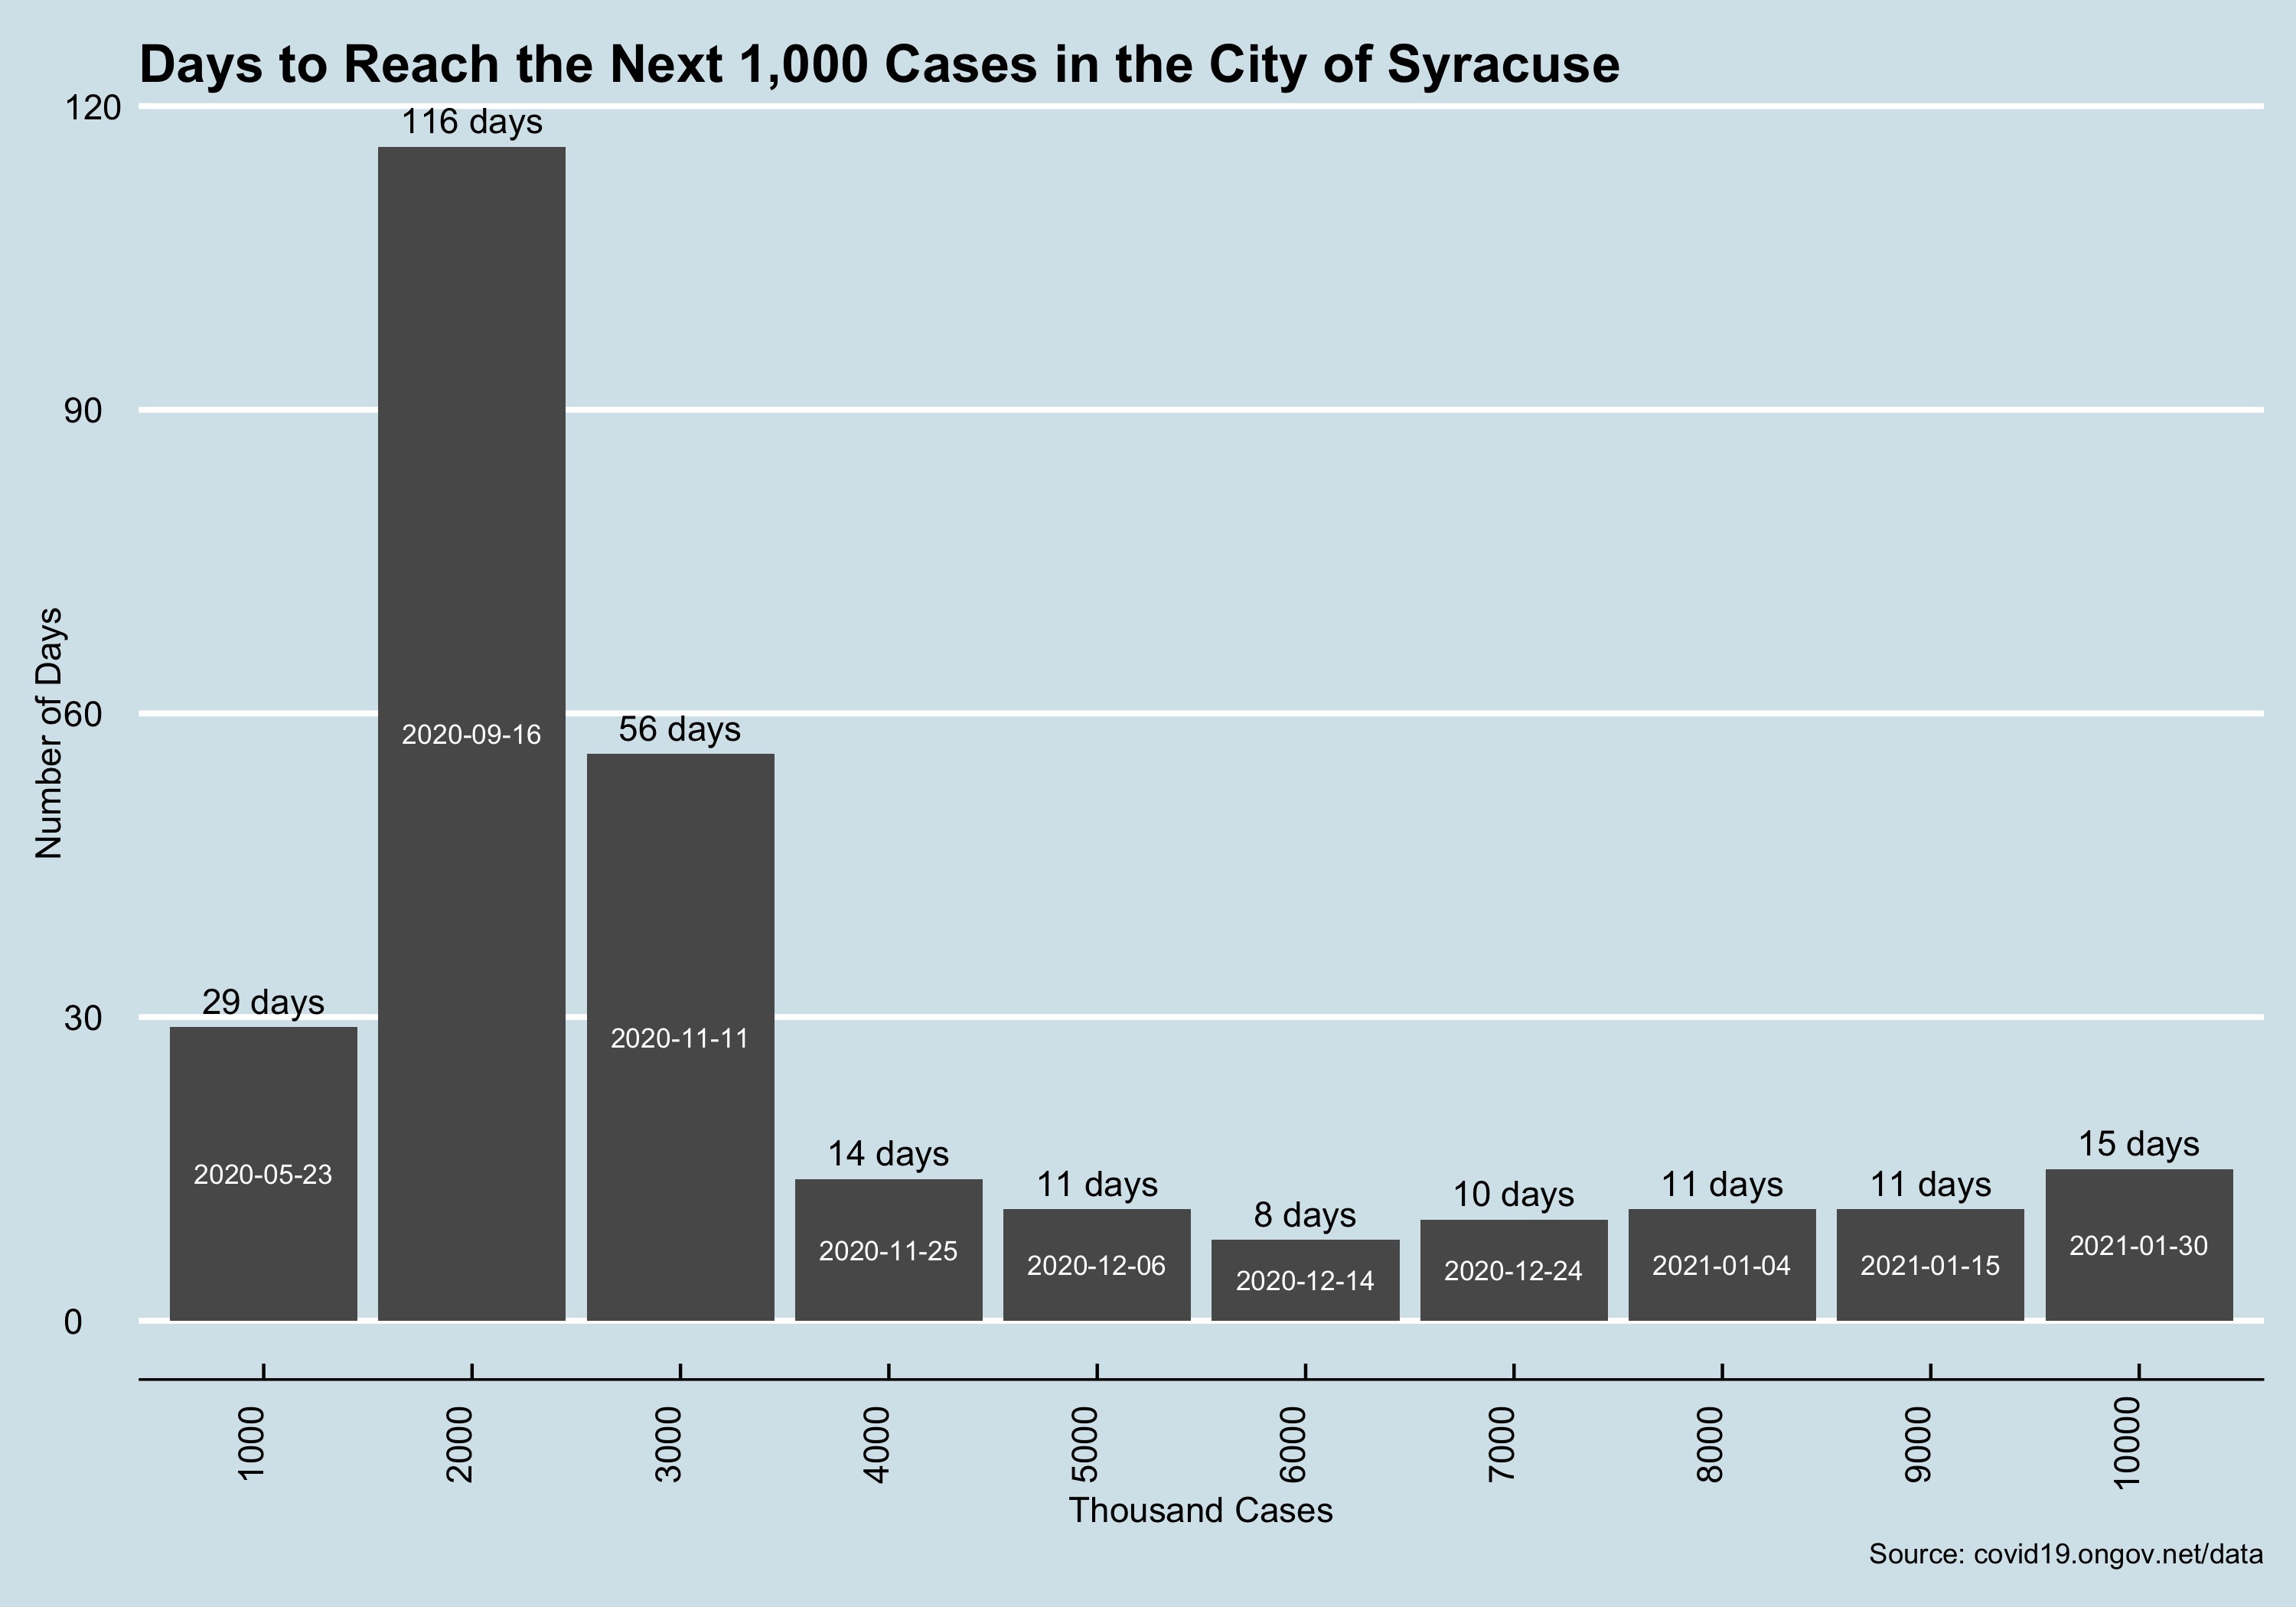 Days to Reach the Next 1,000 Cases in the City of Syracuse
120
90
60
30
0
Number of Days
116 days
56 days
29 days
14 days
11 days
8 days
10 days
11 days
11 days
15 days
2020-05-23
2020-09-16
2020-11-11
2020-11-25
2020-12-06
2020-12-14
2020-12-24
2021-01-04
2021-01-15
2021-01-30
1000
2000
3000
4000
5000
6000
7000
8000
9000
10000
Thousand Cases
Source: covid19.ongov.net/data